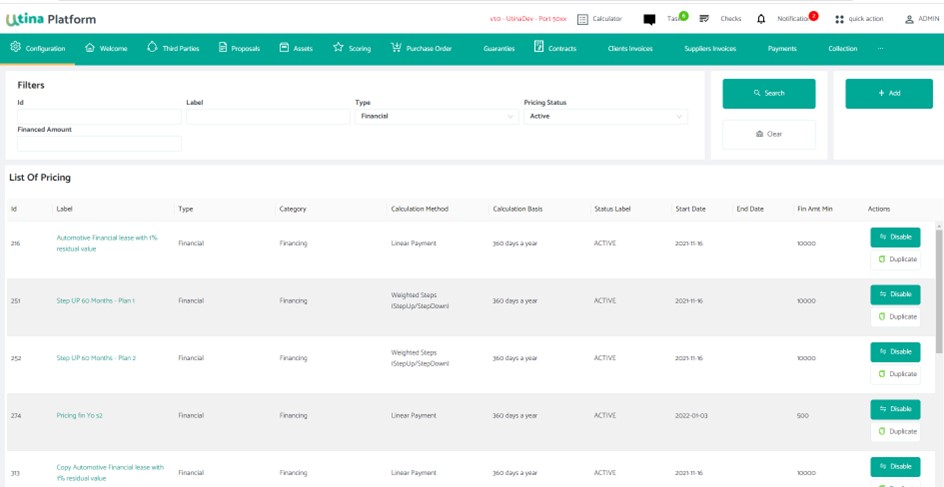 Utina Platform
v10 - UtinaDev - Port 50xx
Calculator
Tas 6
Checks
Notificatio 2
quick action
ADMIN
Configuration
Welcome
Third Parties
Proposals
Assets
Scoring
Purchase Order
Guaranties
Contracts
Clients Invoices
Suppliers Invoices
Payments
Collection
...
Filters
Id
Label
Type
Pricing Status
Financial
Active
Financed Amount
Search
Clear
+ Add
List Of Pricing
Id Label Type Category Calculation Method Calculation Basis Status Label Start Date End Date Fin Amt Min Actions
216 Automotive Financial lease with 1% Financial Financing Linear Payment 360 days a year ACTIVE 2021-11-16 10000 Disable
residual value
Duplicate
251 Step UP 60 Months - Plan 1 Financial Financing Weighted Steps 360 days a year ACTIVE 2021-11-16 10000 Disable
(StepUp/StepDown)
Duplicate
252 Step UP 60 Months - Plan 2 Financial Financing Weighted Steps 360 days a year ACTIVE 2021-11-16 10000 Disable
(StepUp/StepDown)
Duplicate
274 Pricing fin Yo s2 Financial Financing Linear Payment 360 days a year ACTIVE 2022-01-03 500 Disable
Duplicate
313 Copy Automotive Financial lease with Financial Financing Linear Payment 360 days a year ACTIVE 2021-11-16 10000 Disable
1% residual value